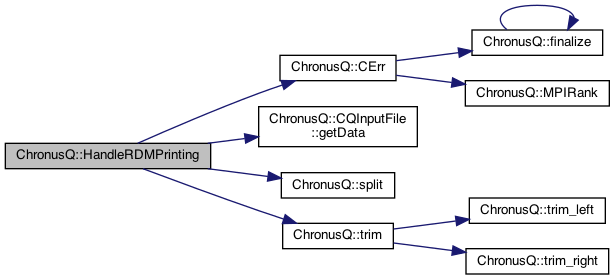 ChronusQ::HandleRDMPrinting
ChronusQ::CErr
ChronusQ::finalize
ChronusQ::MPIRank
ChronusQ::CQInputFile
::getData
ChronusQ::split
ChronusQ::trim
ChronusQ::trim_left
ChronusQ::trim_right